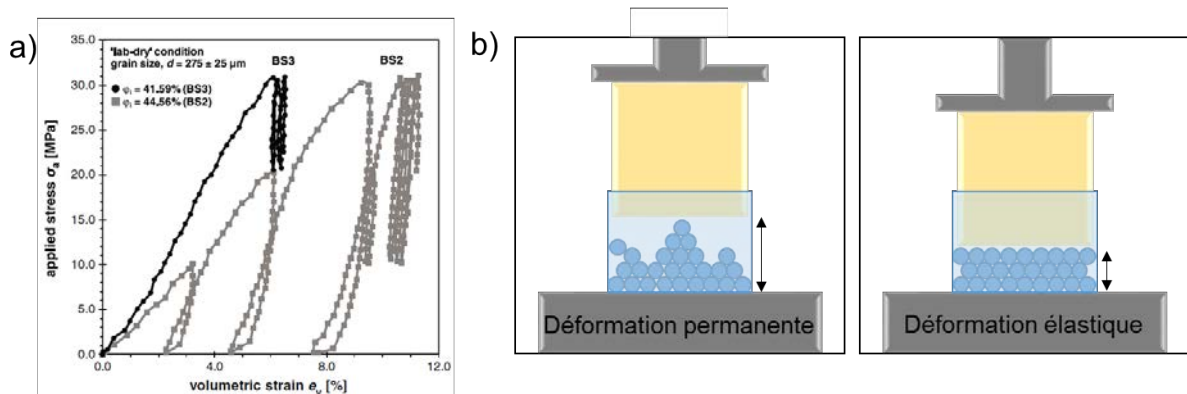 a)
35.0
30.0
25.0
20.0
15.0
10.0
5.0
0.0
applied stress σa [MPa]
'lab-dry' condition
grain size, d = 275 ± 25 µm
φi = 41.59% (BS3)
φi = 44.56% (BS2)
BS3
BS2
0.0
4.0
8.0
12.0
volumetric strain ev [%]
b)
Déformation permanente
Déformation élastique